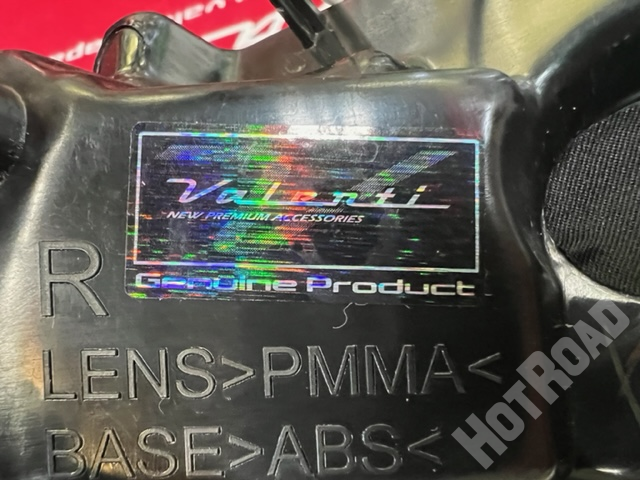 Valenti
NEW PREMIUM ACCESSORIES
Genuine Product
R
LENS>PMMA<
BASE>ABS<
HOTROAD